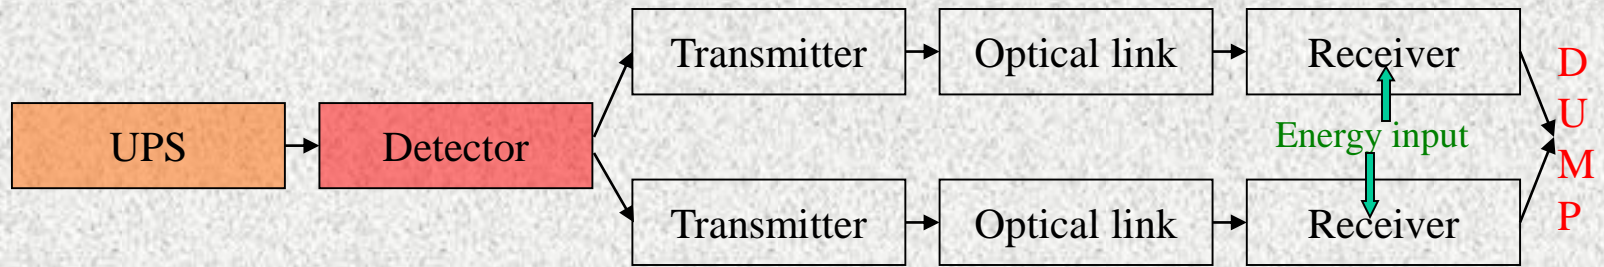 UPS
Detector
Transmitter
Optical link
Receiver
Energy input
Transmitter
Optical link
Receiver
D
U
M
P